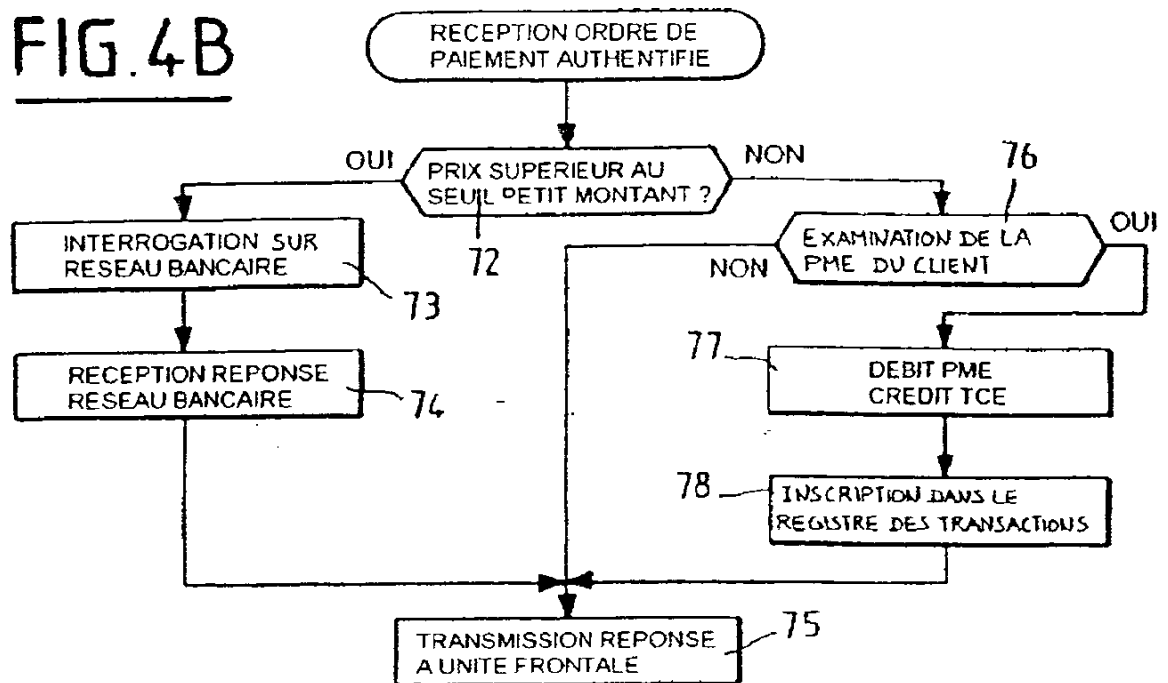 FIG. 4B
RECEPTION ORDRE DE
PAIEMENT AUTHENTIFIE
OUI
PRIX SUPERIEUR AU
SEUIL PETIT MONTANT ?
NON
72
76
INTERROGATION SUR
RESEAU BANCAIRE
73
NON
EXAMINATION DE LA
PME DU CLIENT
OUI
RECEPTION REPONSE
RESEAU BANCAIRE
74
77
DEBIT PME
CREDIT TCE
78
INSCRIPTION DANS LE
REGISTRE DES TRANSACTIONS
TRANSMISSION REPONSE
A UNITE FRONTALE
75